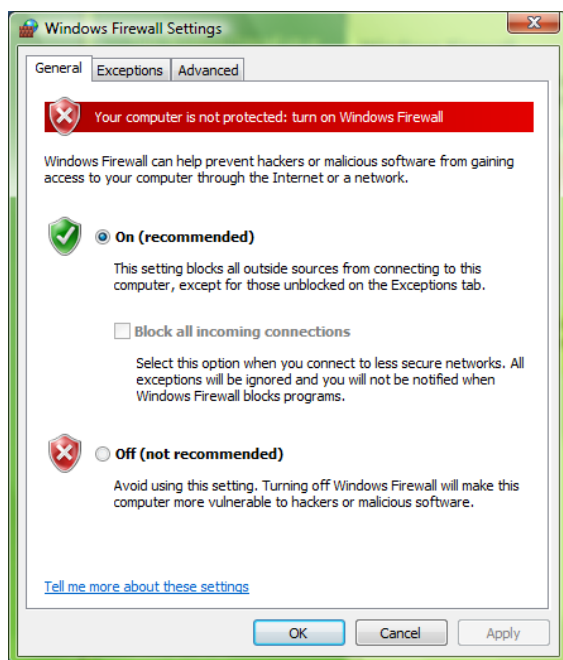 Windows Firewall Settings
General Exceptions Advanced
Your computer is not protected: turn on Windows Firewall
Windows Firewall can help prevent hackers or malicious software from gaining
access to your computer through the Internet or a network.
On (recommended)
This setting blocks all outside sources from connecting to this
computer, except for those unblocked on the Exceptions tab.
Block all incoming connections
Select this option when you connect to less secure networks. All
exceptions will be ignored and you will not be notified when
Windows Firewall blocks programs.
Off (not recommended)
Avoid using this setting. Turning off Windows Firewall will make this
computer more vulnerable to hackers or malicious software.
Tell me more about these settings
OK Cancel Apply